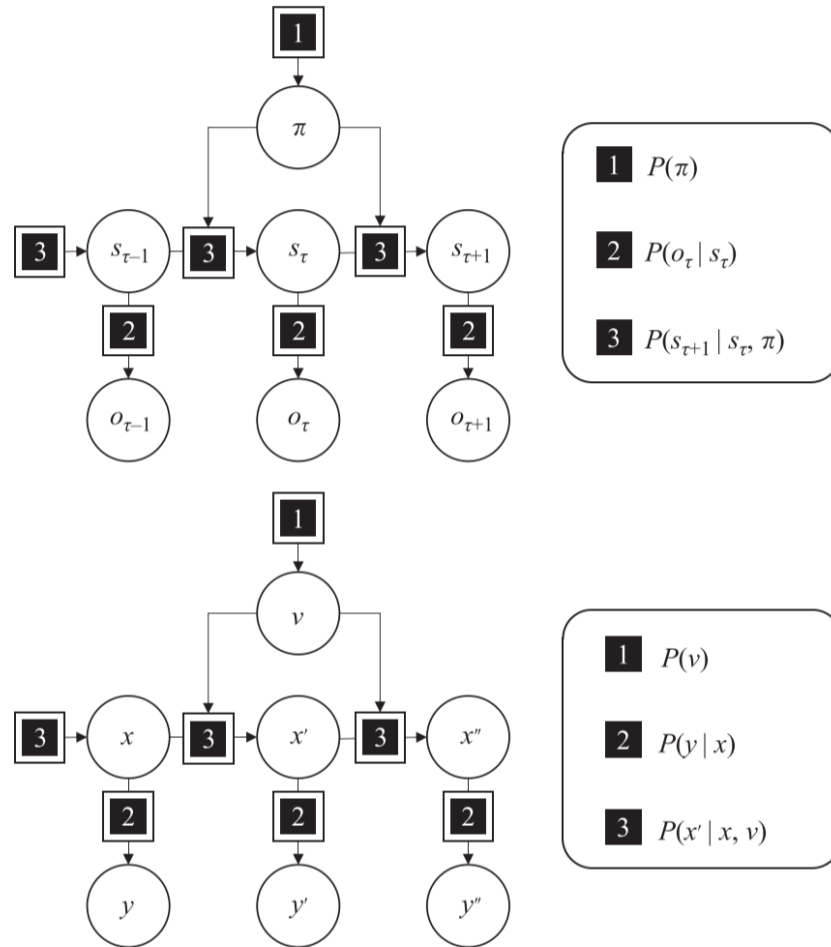 1
π
1 P(π)
3 s_{τ−1} 3 s_τ 3 s_{τ+1}
2 P(o_τ | s_τ)
2 2 2
3 P(s_{τ+1} | s_τ, π)
o_{τ−1} o_τ o_{τ+1}
1
v
1 P(v)
3 x 3 x′ 3 x″
2 P(y | x)
2 2 2
3 P(x′ | x, v)
y y′ y″